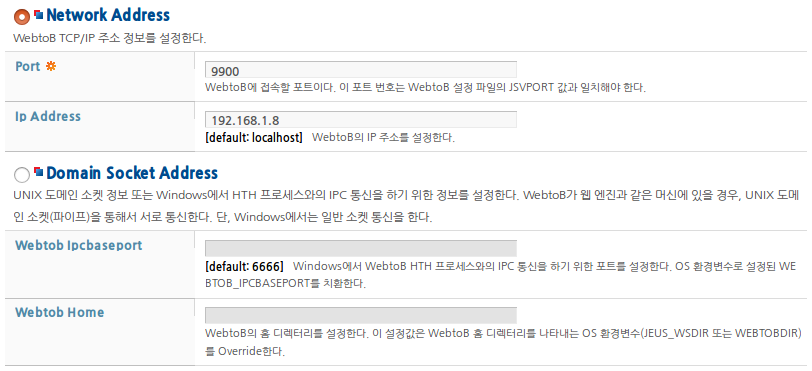 Network Address
WebtoB TCP/IP 주소 정보를 설정한다.
Port
9900
WebtoB에 접속할 포트이다. 이 포트 번호는 WebtoB 설정 파일의 JSVPORT 값과 일치해야 한다.
Ip Address
192.168.1.8
[default: localhost] WebtoB의 IP 주소를 설정한다.
Domain Socket Address
UNIX 도메인 소켓 정보 또는 Windows에서 HTH 프로세스와의 IPC 통신을 하기 위한 정보를 설정한다. WebtoB가 웹 엔진과 같은 머신에 있을 경우, UNIX 도메
인 소켓(파이프)을 통해서 서로 통신한다. 단, Windows에서는 일반 소켓 통신을 한다.
Webtob Ipcbaseport
[default: 6666] Windows에서 WebtoB HTH 프로세스와의 IPC 통신을 하기 위한 포트를 설정한다. OS 환경변수로 설정된 WE
BTOB_IPCBASEPORT를 치환한다.
Webtob Home
WebtoB의 홈 디렉터리를 설정한다. 이 설정값은 WebtoB 홈 디렉터리를 나타내는 OS 환경변수(JEUS_WSDIR 또는 WEBTOBDIR)
를 Override한다.